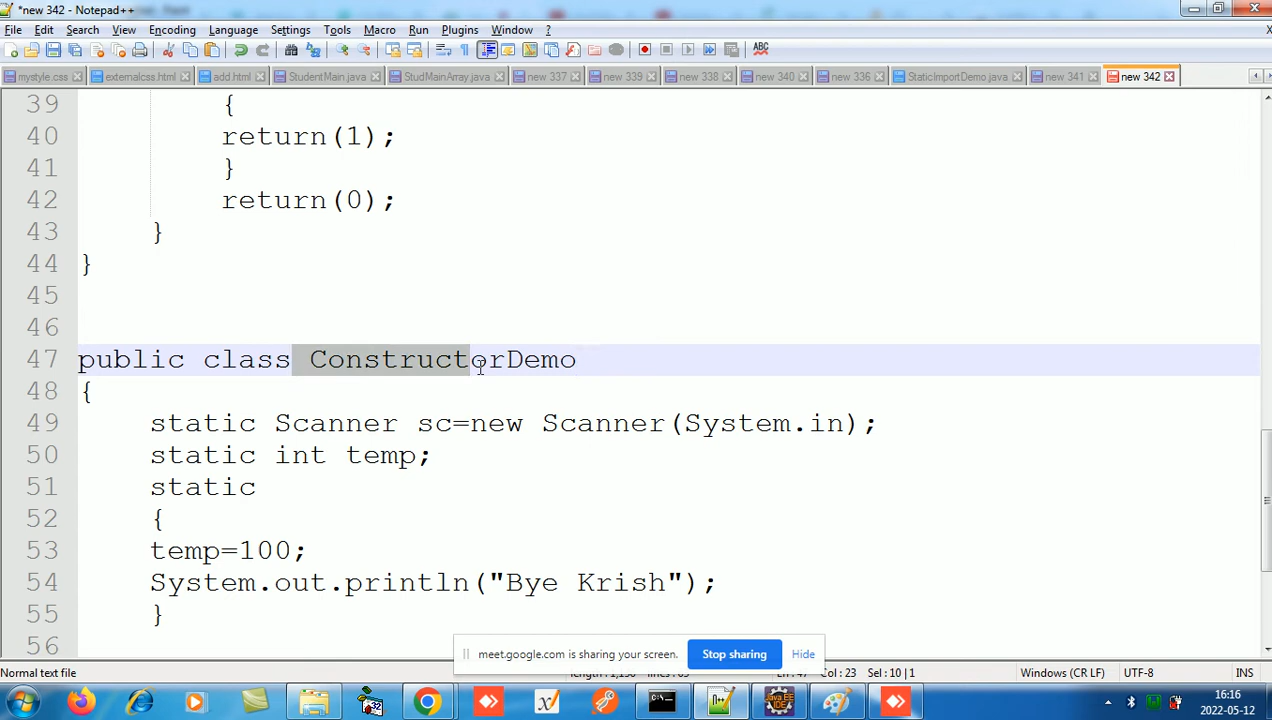 *new 342 - Notepad++
File Edit Search View Encoding Language Settings Tools Macro Run Plugins Window ?
mystyle.css externalcss.html add.html StudentMain.java StudManArray.java new 337 new 339 new 338 new 340 new 336 StaticImportDemo.java new 341 new 342
39 {
40 return(1);
41 }
42 return(0);
43 }
44 }
45
46
47 public class ConstructorDemo
48 {
49 static Scanner sc=new Scanner(System.in);
50 static int temp;
51 static
52 {
53 temp=100;
54 System.out.println("Bye Krish");
55 }
56
meet.google.com is sharing your screen. Stop sharing Hide
Normal text file Col : 23 Sel : 10 | 1 Windows (CR LF) UTF-8 INS
16:16
2022-05-12